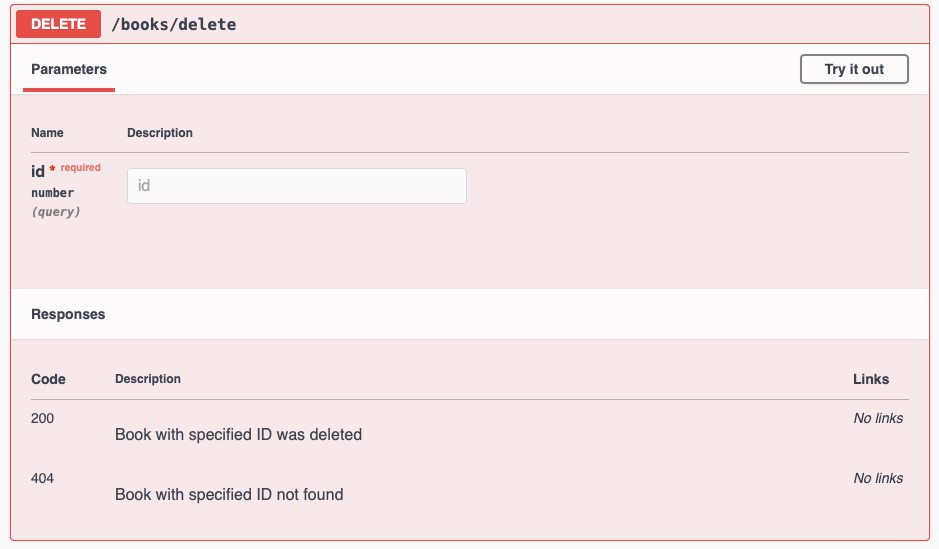 DELETE /books/delete
Parameters Try it out
Name Description
id * required id
number
(query)
Responses
Code Description Links
200 No links
Book with specified ID was deleted
404 No links
Book with specified ID not found